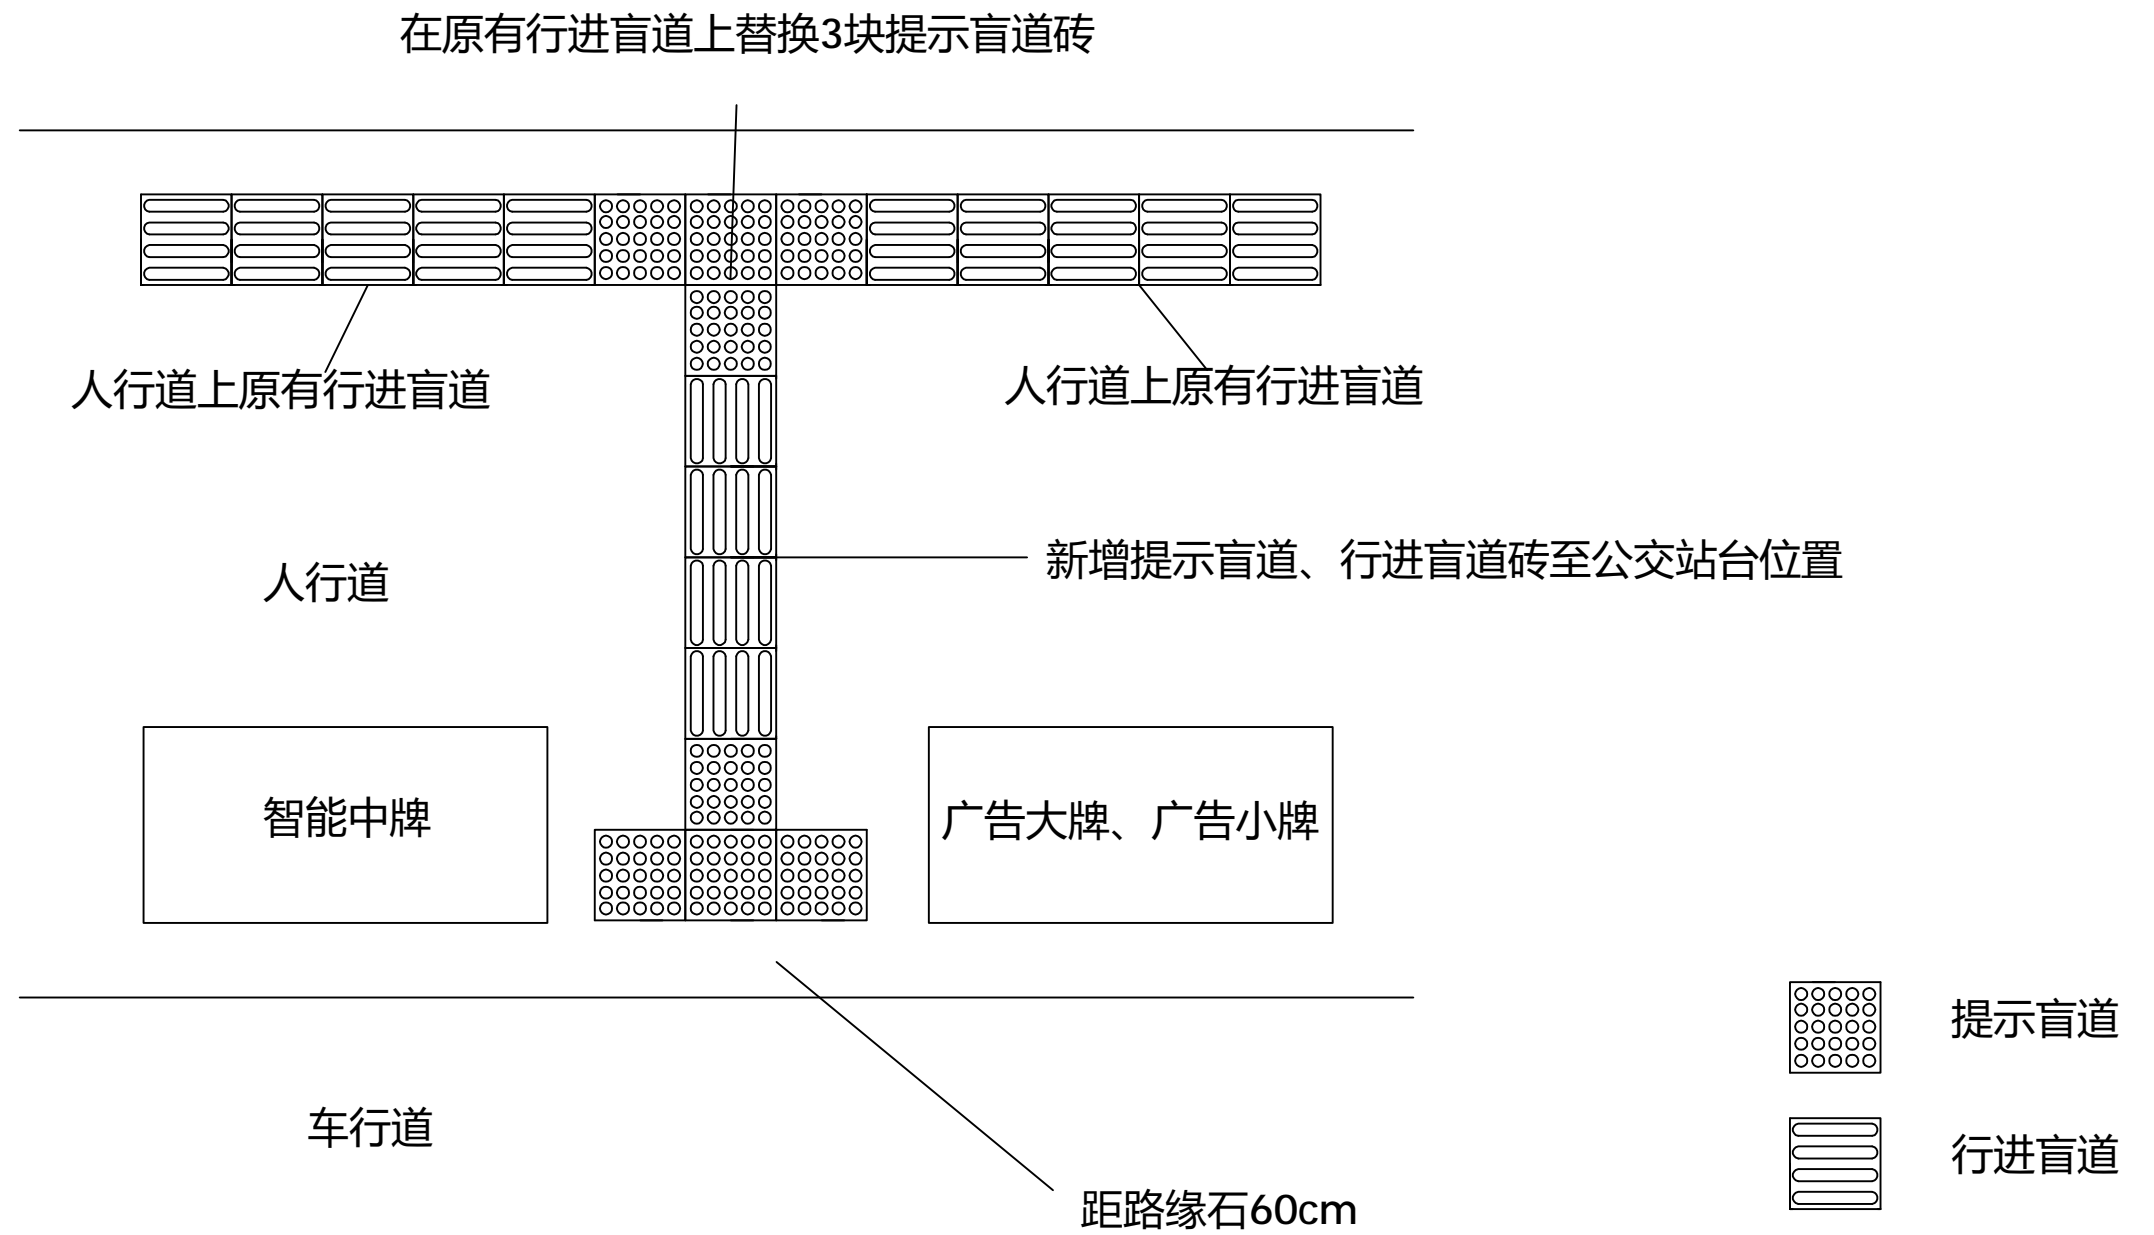 在原有行进盲道上替换3块提示盲道砖
人行道上原有行进盲道
人行道上原有行进盲道
新增提示盲道、行进盲道砖至公交站台位置
人行道
智能中牌
广告大牌、广告小牌
提示盲道
车行道
行进盲道
距路缘石60cm